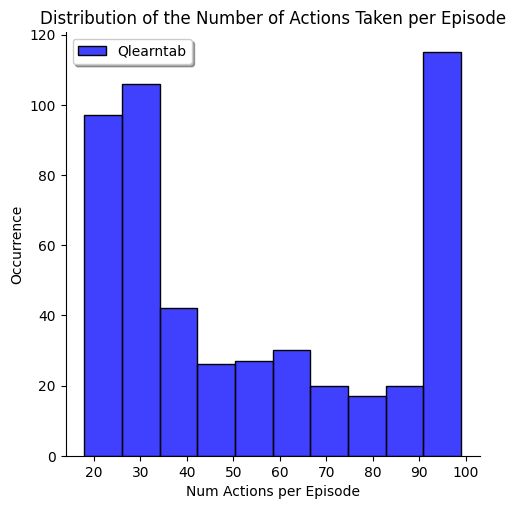 Distribution of the Number of Actions Taken per Episode
Qlearntab
120
100
80
60
40
20
0
Occurrence
20 30 40 50 60 70 80 90 100
Num Actions per Episode